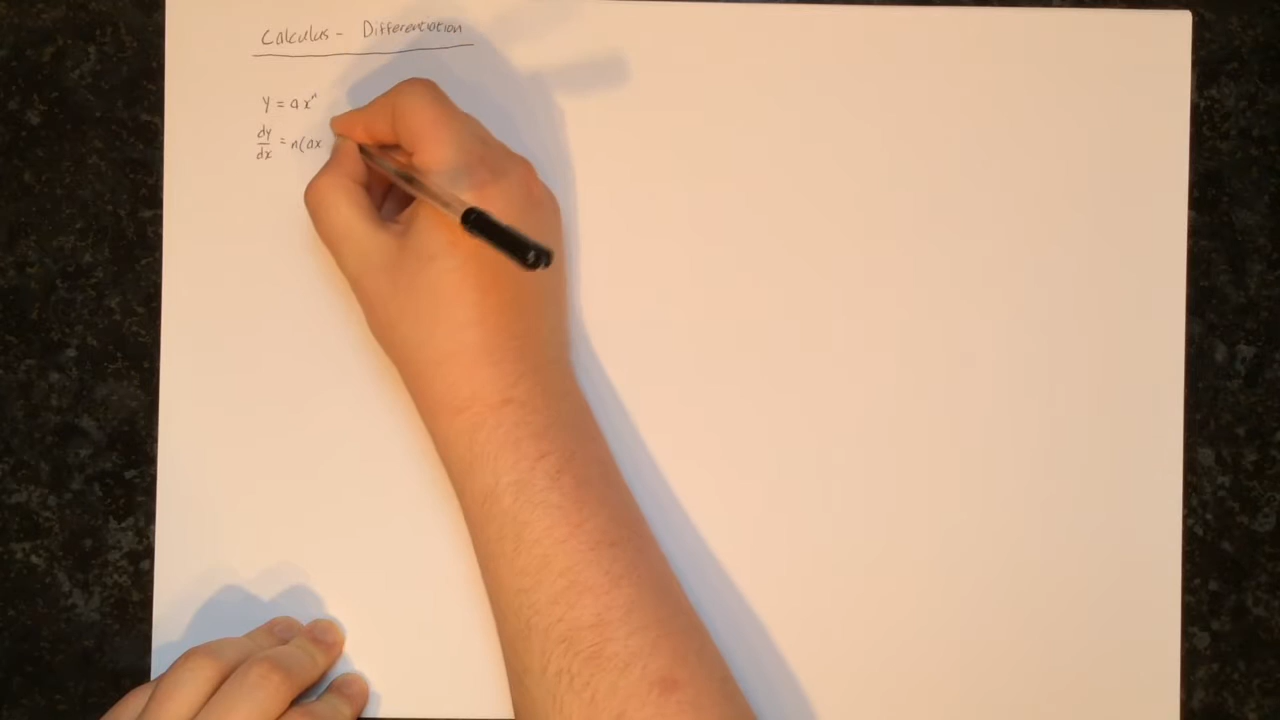 Calculus - Differentiation
y = ax^n
dy/dx = n(ax